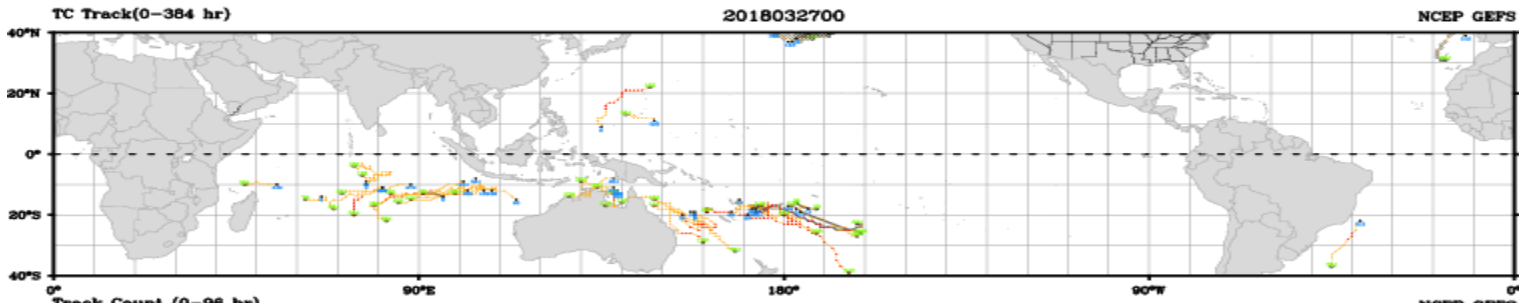 TC Track(0-384 hr) 2018032700 NCEP GEFS
40°N
20°N
0°
20°S
40°S
0° 90°E 180° 90°W 0°
Track Count (0-96 hr) NCEP GEFS